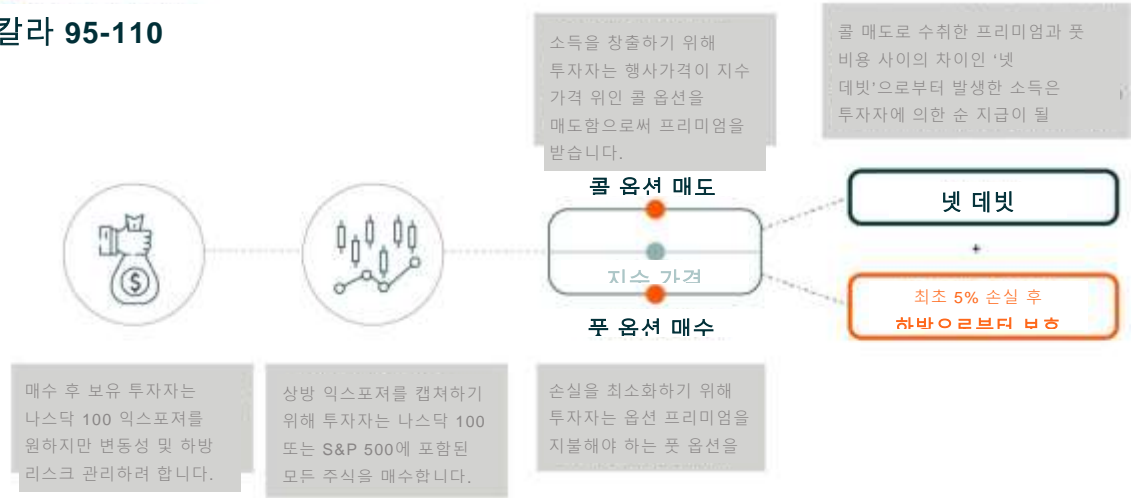 칼라 95-110
소득을 창출하기 위해
투자자는 행사가격이 지수
가격 위인 콜 옵션을
매도함으로써 프리미엄을
받습니다.
콜 매도로 수취한 프리미엄과 풋
비용 사이의 차이인 '넷
데빗'으로부터 발생한 소득은
투자자에 의한 순 지급이 될
콜 옵션 매도
지수 가격
풋 옵션 매수
넷 데빗
+
최초 5% 손실 후
하방으로부터 보호
매수 후 보유 투자자는
나스닥 100 익스포져를
원하지만 변동성 및 하방
리스크 관리하려 합니다.
상방 익스포져를 캡쳐하기
위해 투자자는 나스닥 100
또는 S&P 500에 포함된
모든 주식을 매수합니다.
손실을 최소화하기 위해
투자자는 옵션 프리미엄을
지불해야 하는 풋 옵션을